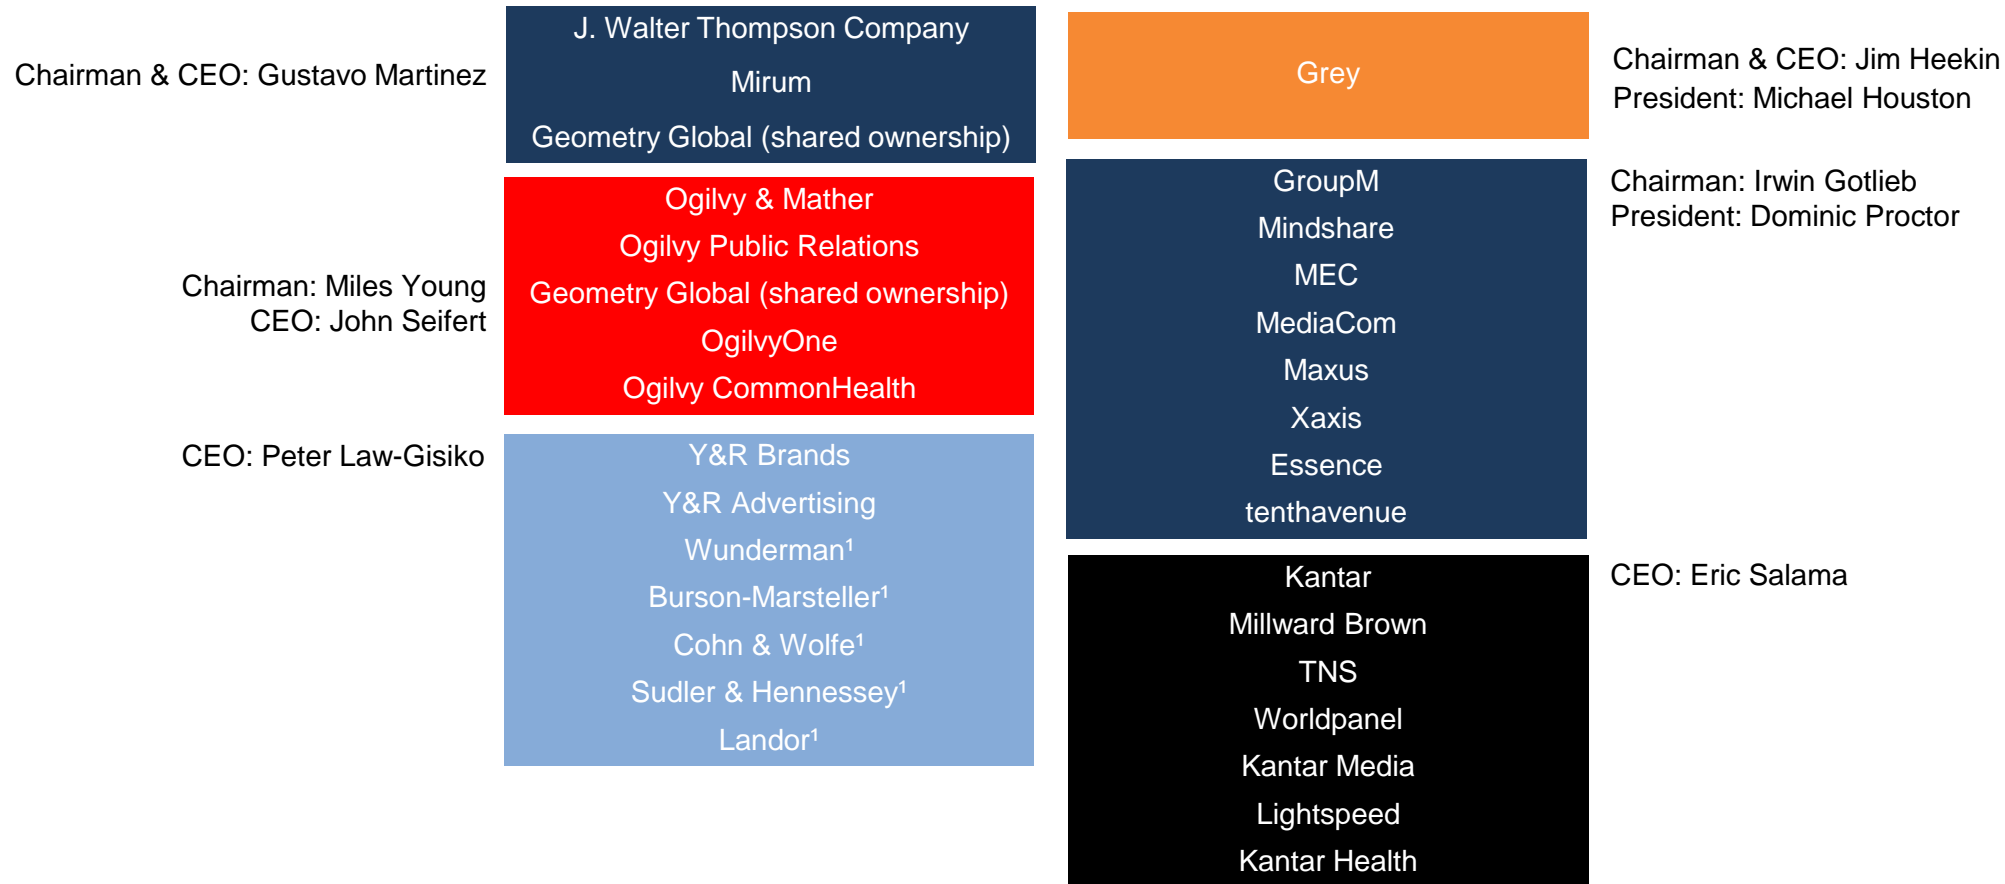 Chairman & CEO: Gustavo Martinez
J. Walter Thompson Company
Mirum
Geometry Global (shared ownership)
Chairman: Miles Young
CEO: John Seifert
Ogilvy & Mather
Ogilvy Public Relations
Geometry Global (shared ownership)
OgilvyOne
Ogilvy CommonHealth
CEO: Peter Law-Gisiko
Y&R Brands
Y&R Advertising
Wunderman¹
Burson-Marsteller¹
Cohn & Wolfe¹
Sudler & Hennessey¹
Landor¹
Grey
Chairman & CEO: Jim Heekin
President: Michael Houston
GroupM
Mindshare
MEC
MediaCom
Maxus
Xaxis
Essence
tenthavenue
Chairman: Irwin Gotlieb
President: Dominic Proctor
Kantar
Millward Brown
TNS
Worldpanel
Kantar Media
Lightspeed
Kantar Health
CEO: Eric Salama